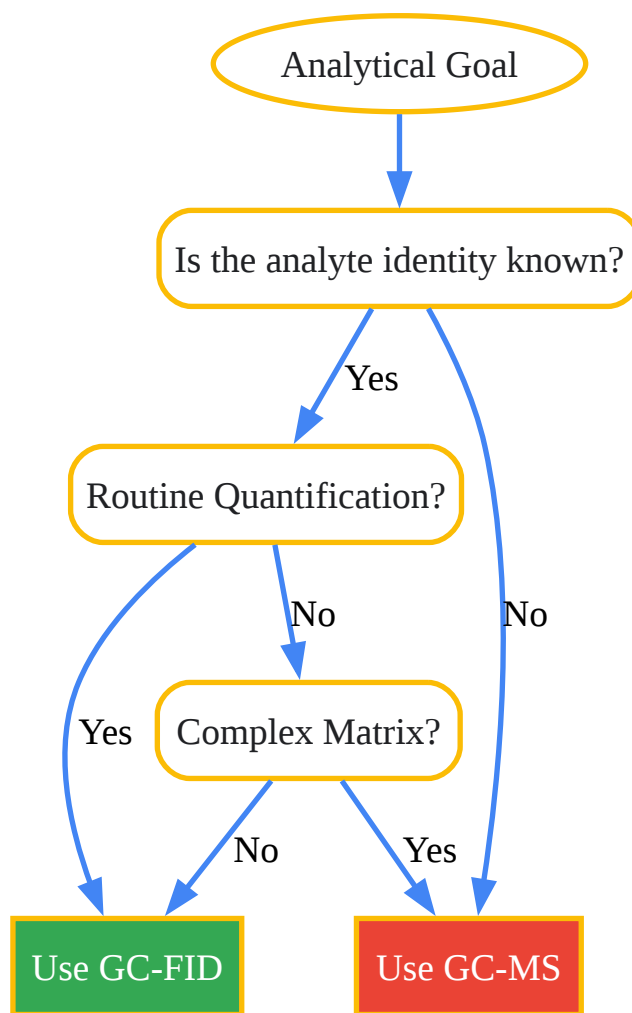 Analytical Goal
Is the analyte identity known?
Yes
Routine Quantification?
No
No
Yes
Complex Matrix?
No
Yes
Use GC-FID
Use GC-MS